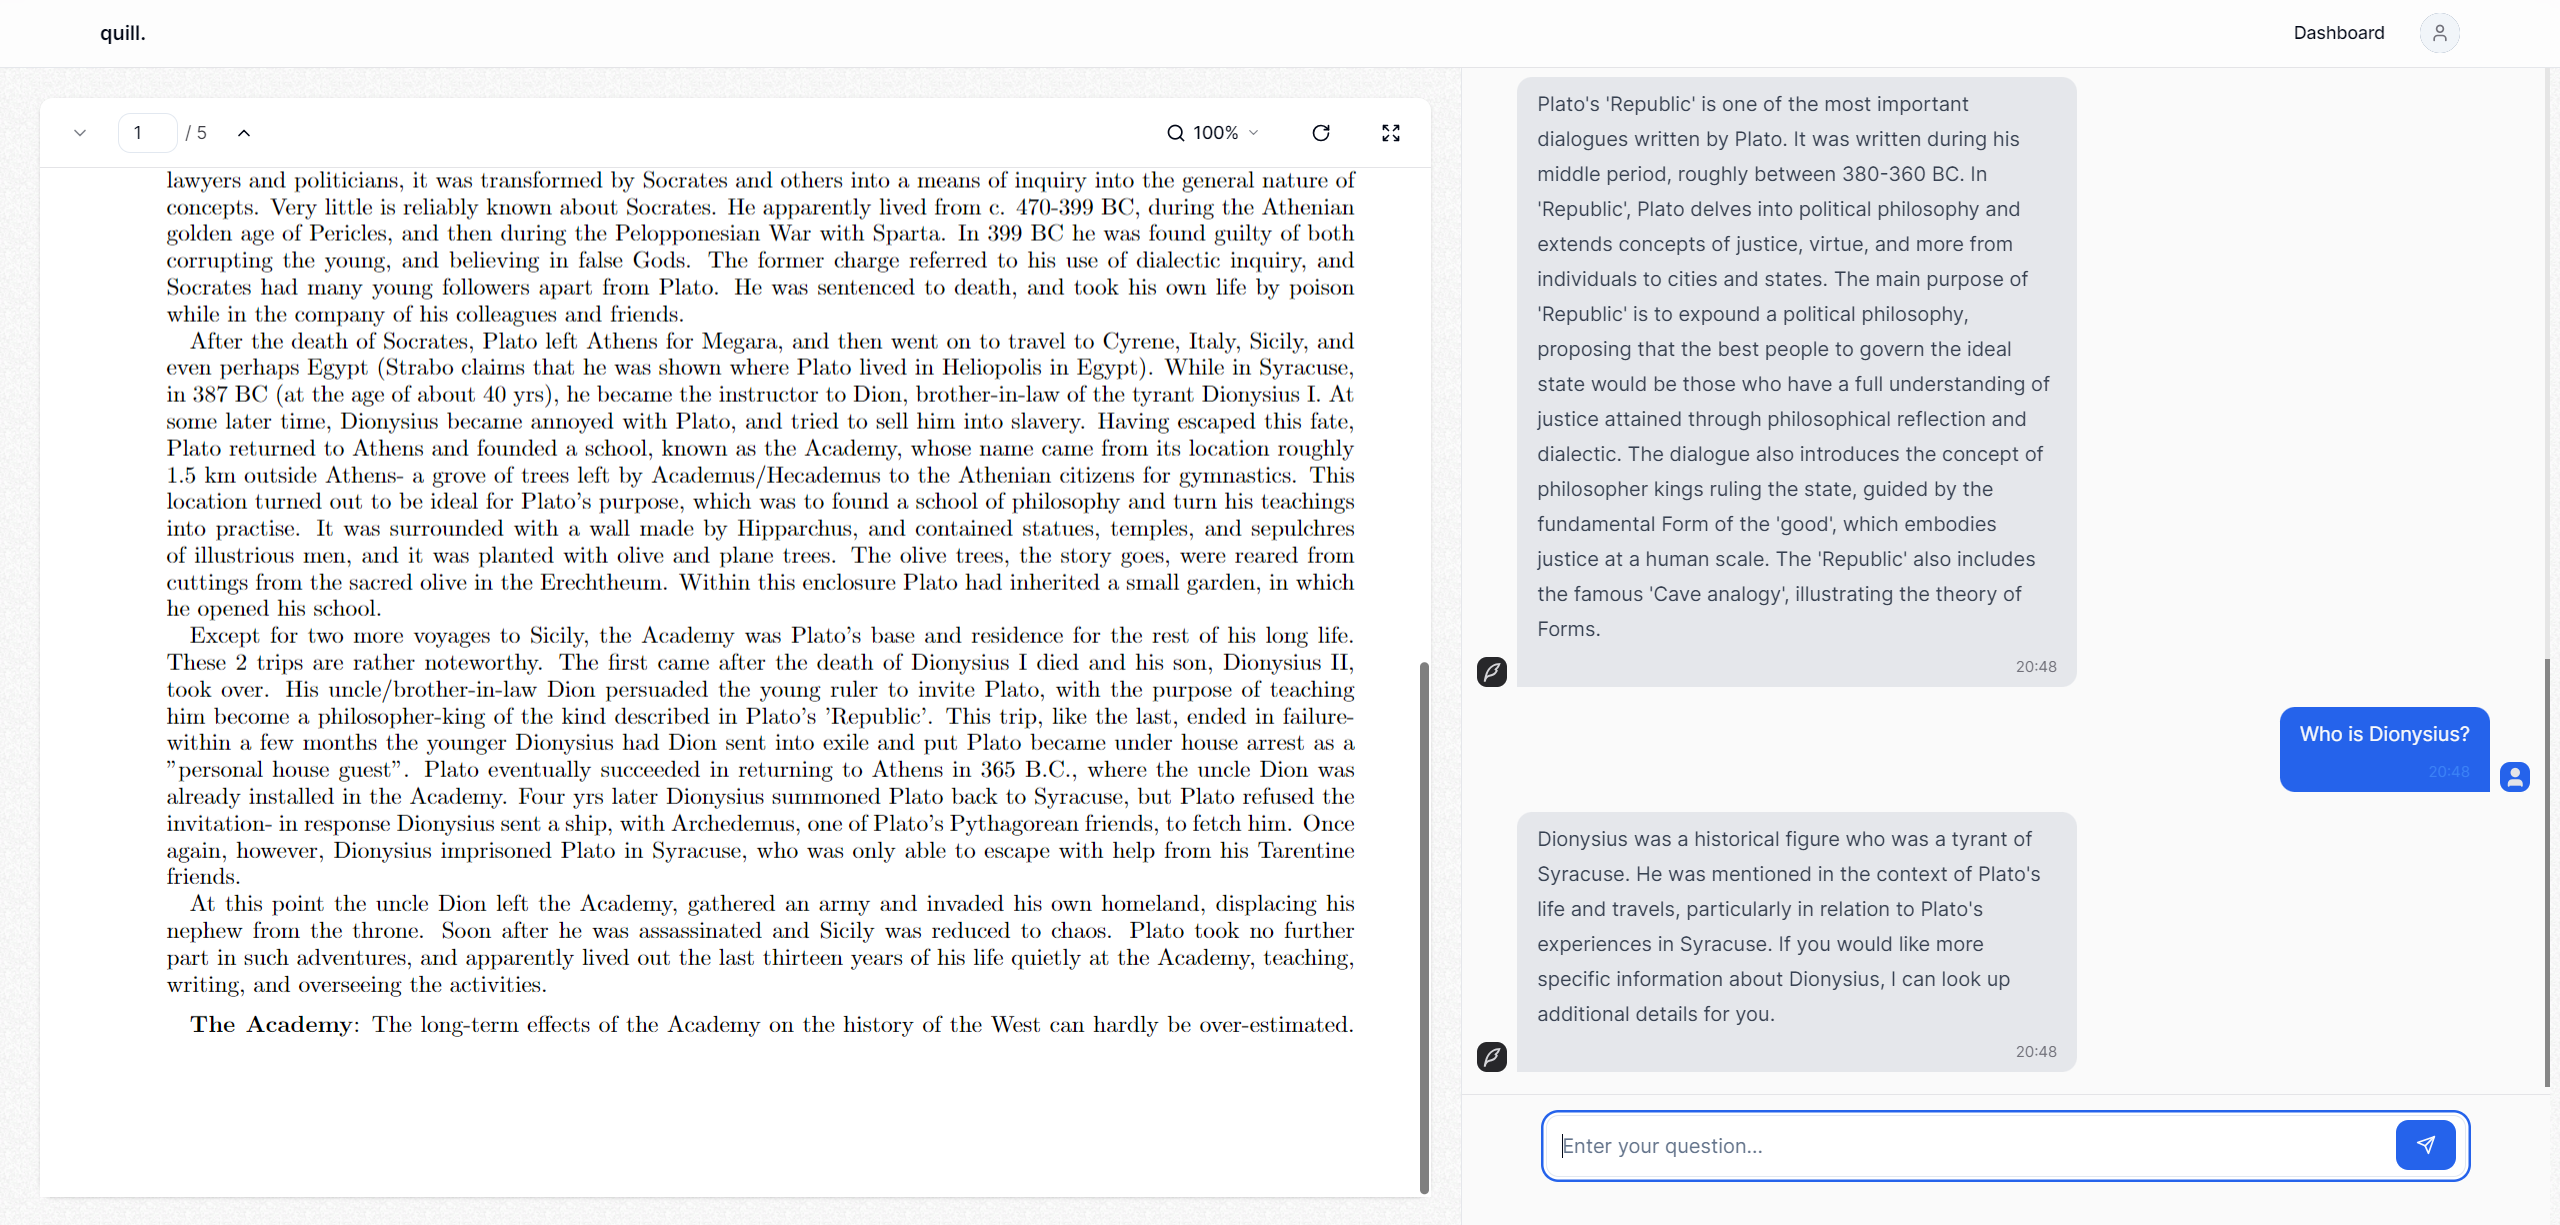 quill.
Dashboard
1 / 5
100%
lawyers and politicians, it was transformed by Socrates and others into a means of inquiry into the general nature of
concepts. Very little is reliably known about Socrates. He apparently lived from c. 470-399 BC, during the Athenian
golden age of Pericles, and then during the Peloponnesian War with Sparta. In 399 BC he was found guilty of both
corrupting the young, and believing in false Gods. The former charge referred to his use of dialectic inquiry, and
Socrates had many young followers apart from Plato. He was sentenced to death, and took his own life by poison
while in the company of his colleagues and friends.
After the death of Socrates, Plato left Athens for Megara, and then went on to travel to Cyrene, Italy, Sicily, and
even perhaps Egypt (Strabo claims that he was shown where Plato lived in Heliopolis in Egypt). While in Syracuse,
in 387 BC (at the age of about 40 yrs), he became the instructor to Dion, brother-in-law of the tyrant Dionysius I. At
some later time, Dionysius became annoyed with Plato, and tried to sell him into slavery. Having escaped this fate,
Plato returned to Athens and founded a school, known as the Academy, whose name came from its location roughly
1.5 km outside Athens- a grove of trees left by Academus/Hecademus to the Athenian citizens for gymnastics. This
location turned out to be ideal for Plato's purpose, which was to found a school of philosophy and turn his teachings
into practise. It was surrounded with a wall made by Hipparchus, and contained statues, temples, and sepulchres
of illustrious men, and it was planted with olive and plane trees. The olive trees, the story goes, were reared from
cuttings from the sacred olive in the Erechtheum. Within this enclosure Plato had inherited a small garden, in which
he opened his school.
Except for two more voyages to Sicily, the Academy was Plato's base and residence for the rest of his long life.
These 2 trips are rather noteworthy. The first came after the death of Dionysius I died and his son, Dionysius II,
took over. His uncle/brother-in-law Dion persuaded the young ruler to invite Plato, with the purpose of teaching
him become a philosopher-king of the kind described in Plato's 'Republic'. This trip, like the last, ended in failure-
within a few months the younger Dionysius had Dion sent into exile and put Plato became under house arrest as a
"personal house guest". Plato eventually succeeded in returning to Athens in 365 B.C., where the uncle Dion was
already installed in the Academy. Four yrs later Dionysius summoned Plato back to Syracuse, but Plato refused the
invitation- in response Dionysius sent a ship, with Archedemus, one of Plato's Pythagorean friends, to fetch him. Once
again, however, Dionysius imprisoned Plato in Syracuse, who was only able to escape with help from his Tarentine
friends.
At this point the uncle Dion left the Academy, gathered an army and invaded his own homeland, displacing his
nephew from the throne. Soon after he was assassinated and Sicily was reduced to chaos. Plato took no further
part in such adventures, and apparently lived out the last thirteen years of his life quietly at the Academy, teaching,
writing, and overseeing the activities.
The Academy: The long-term effects of the Academy on the history of the West can hardly be over-estimated.
Plato's 'Republic' is one of the most important
dialogues written by Plato. It was written during his
middle period, roughly between 380-360 BC. In
'Republic', Plato delves into political philosophy and
extends concepts of justice, virtue, and more from
individuals to cities and states. The main purpose of
'Republic' is to expound a political philosophy,
proposing that the best people to govern the ideal
state would be those who have a full understanding of
justice attained through philosophical reflection and
dialectic. The dialogue also introduces the concept of
philosopher kings ruling the state, guided by the
fundamental Form of the 'good', which embodies
justice at a human scale. The 'Republic' also includes
the famous 'Cave analogy', illustrating the theory of
Forms.
20:48
Who is Dionysius?
20:48
Dionysius was a historical figure who was a tyrant of
Syracuse. He was mentioned in the context of Plato's
life and travels, particularly in relation to Plato's
experiences in Syracuse. If you would like more
specific information about Dionysius, I can look up
additional details for you.
20:48
Enter your question...